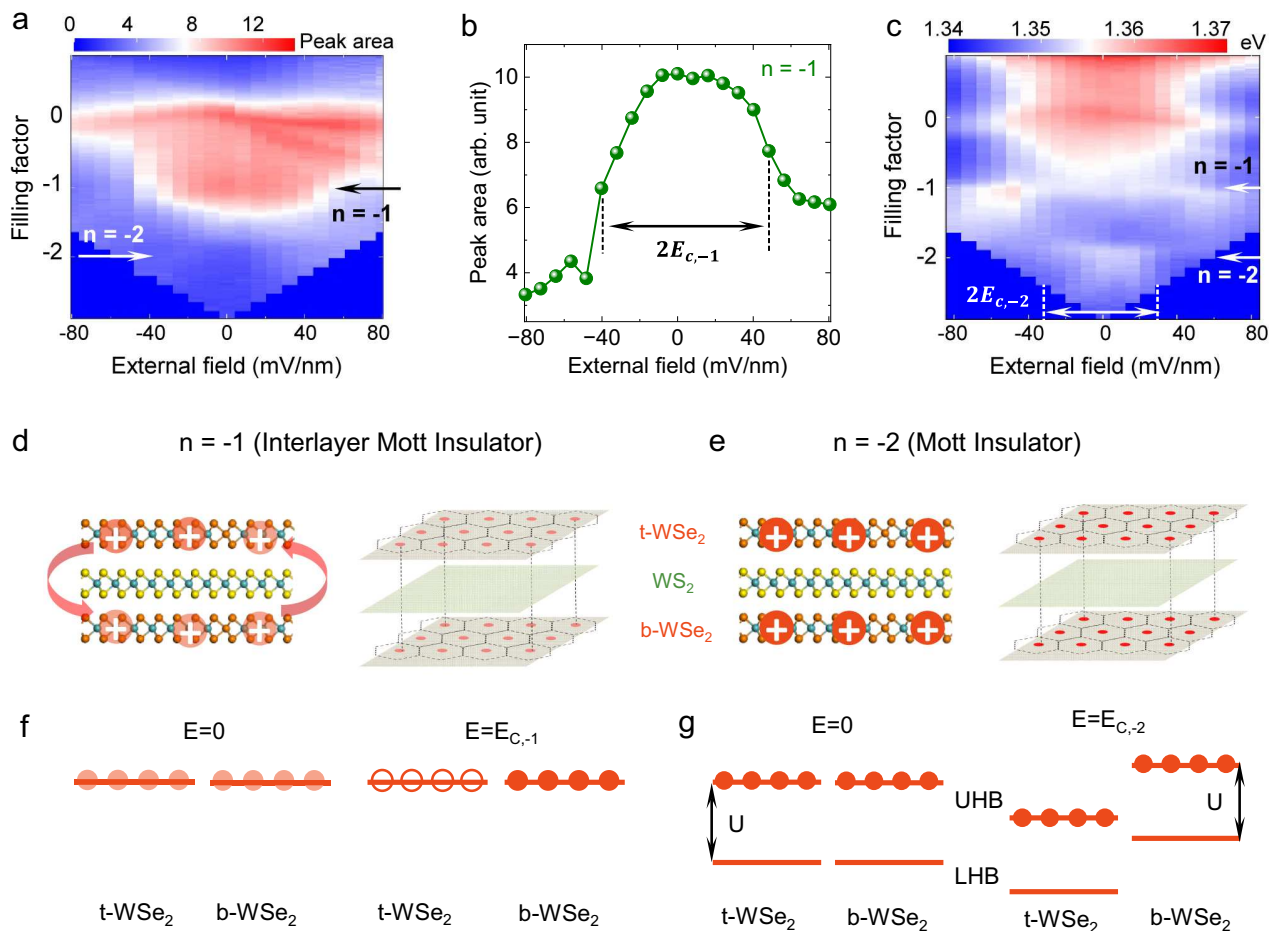 a
0 4 8 12
Peak area
Filling factor
0
-1
-2
n = -1
n = -2
-80 -40 0 40 80
External field (mV/nm)
b
n = -1
Peak area (arb. unit)
10
8
6
4
2E_{c,−1}
−80 −40 0 40 80
External field (mV/nm)
c
1.34 1.35 1.36 1.37
eV
Filling factor
0
-1
-2
n = -1
n = -2
2E_{c,−2}
-80 -40 0 40 80
External field (mV/nm)
d
n = -1 (Interlayer Mott Insulator)
e
n = -2 (Mott Insulator)
+ + +
+ + +
t-WSe₂
WS₂
b-WSe₂
+ + +
+ + +
f
E=0
E=E_{C,-1}
t-WSe₂ b-WSe₂ t-WSe₂ b-WSe₂
g
E=0
E=E_{C,-2}
U
UHB
LHB
U
t-WSe₂ b-WSe₂ t-WSe₂ b-WSe₂